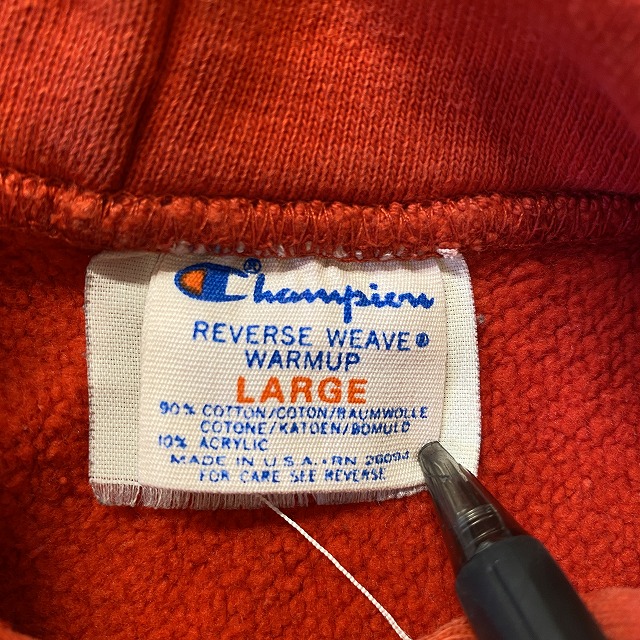 Champion®
REVERSE WEAVE®
WARMUP
LARGE
90% COTTON/COTON/BAUMWOLLE
COTONE/KATOEN/BOMULD
10% ACRYLIC
MADE IN U.S.A. • RN 26094
FOR CARE SEE REVERSE